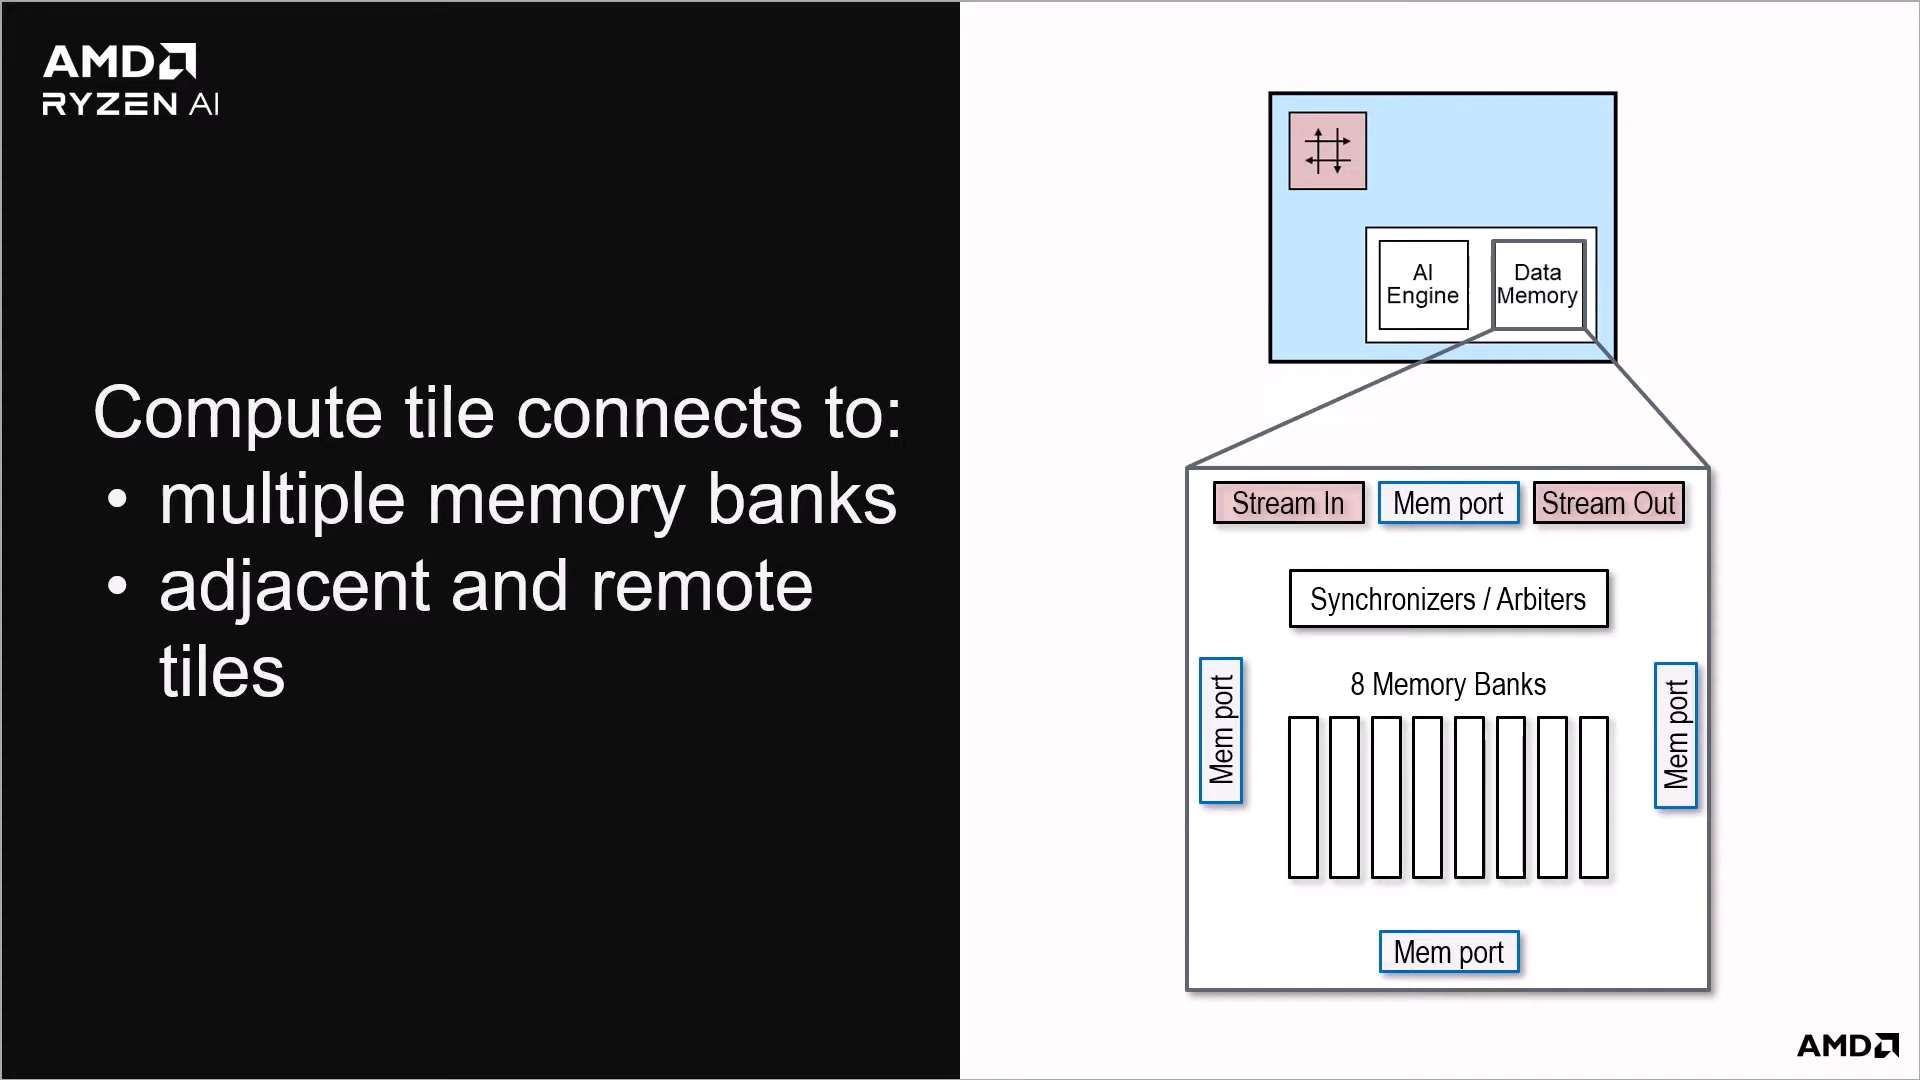 AMD
RYZEN AI
Compute tile connects to:
• multiple memory banks
• adjacent and remote
tiles
AI
Engine
Data
Memory
Stream In
Mem port
Stream Out
Synchronizers / Arbiters
Mem port
8 Memory Banks
Mem port
Mem port
AMD